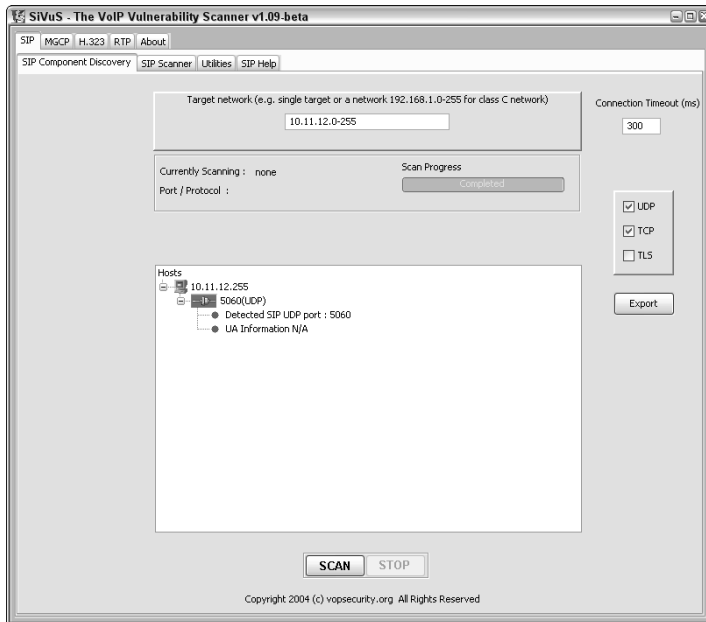 SiVuS - The VoIP Vulnerability Scanner v1.09-beta
SIP MGCP H.323 RTP About
SIP Component Discovery SIP Scanner Utilities SIP Help
Target network (e.g. single target or a network 192.168.1.0-255 for class C network)
10.11.12.0-255
Connection Timeout (ms)
300
Currently Scanning : none
Port / Protocol :
Scan Progress
Completed
UDP
TCP
TLS
Export
Hosts
10.11.12.255
5060(UDP)
Detected SIP UDP port : 5060
UA Information N/A
SCAN STOP
Copyright 2004 (c) vopsecurity.org All Rights Reserved